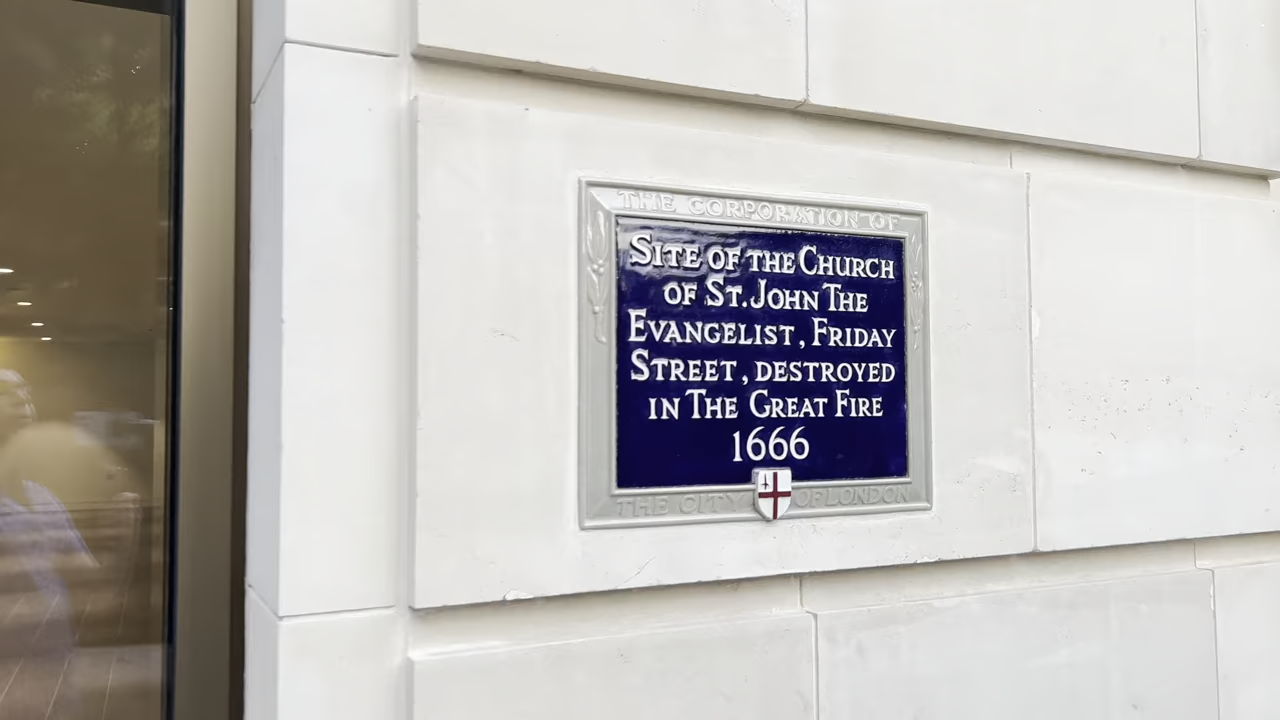 THE CORPORATION OF
SITE OF THE CHURCH
OF ST. JOHN THE
EVANGELIST, FRIDAY
STREET, DESTROYED
IN THE GREAT FIRE
1666
THE CITY OF LONDON